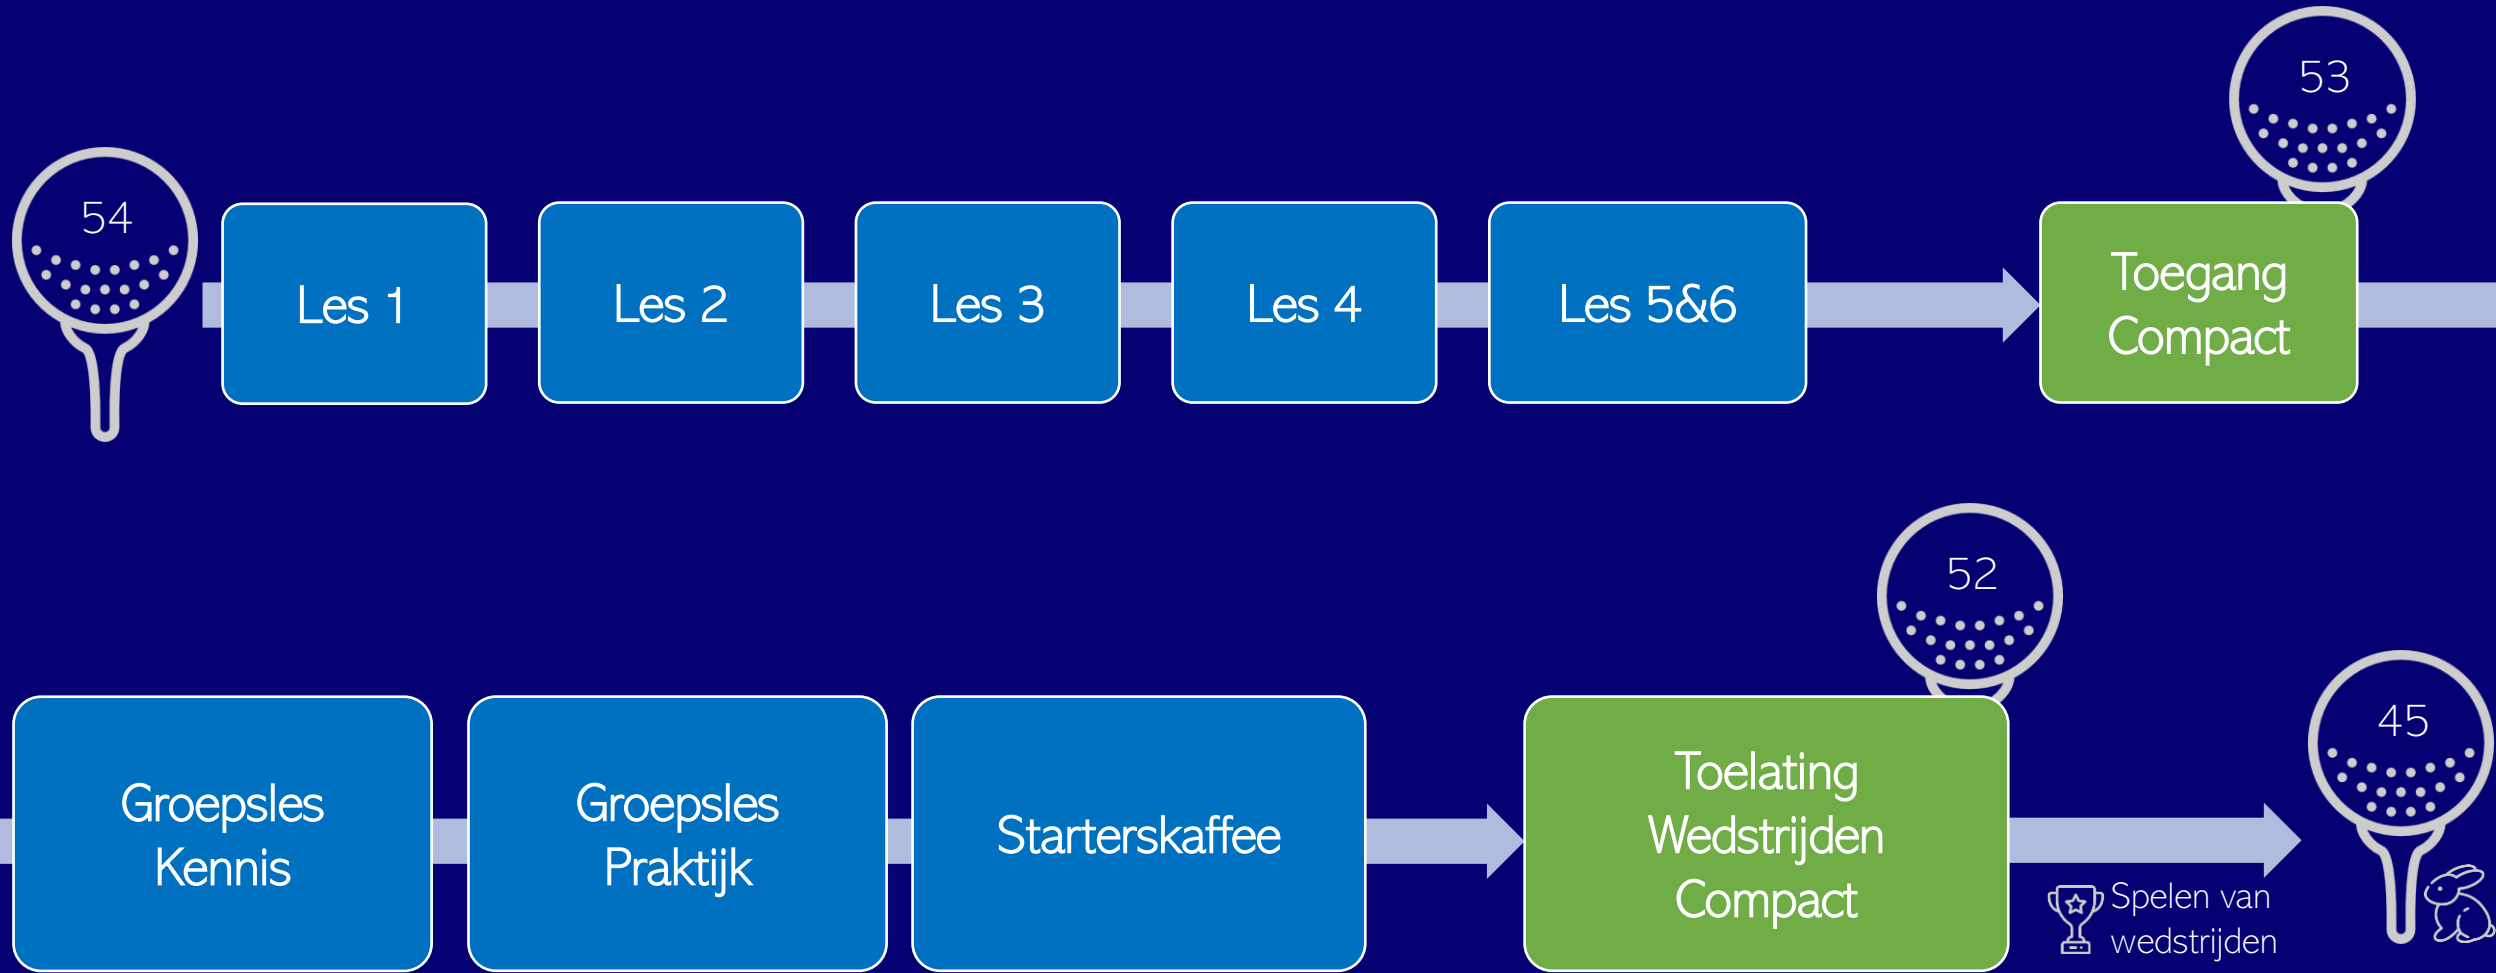 53
54
Les 1
Les 2
Les 3
Les 4
Les 5&6
Toegang
Compact
52
45
Groepsles
Kennis
Groepsles
Praktijk
Starterskaffee
Toelating
Wedstrijden
Compact
Spelen van
wedstrijden